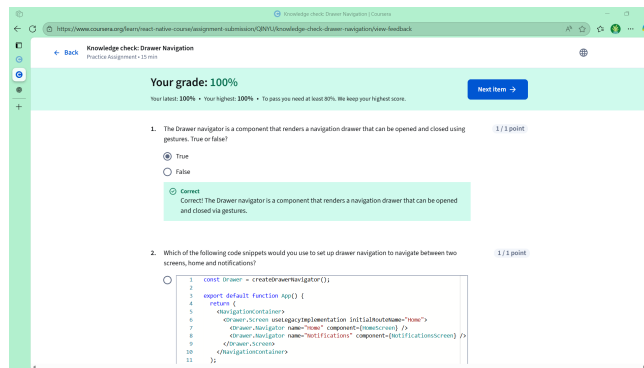 Knowledge check: Drawer Navigation | Coursera
https://www.coursera.org/learn/react-native-course/assignment-submission/QlNYU/knowledge-check-drawer-navigation/view-feedback
Back
Knowledge check: Drawer Navigation
Practice Assignment • 15 min
Your grade: 100%
Your latest: 100% • Your highest: 100% • To pass you need at least 80%. We keep your highest score.
Next item →
1. The Drawer navigator is a component that renders a navigation drawer that can be opened and closed using
gestures. True or false?
1 / 1 point
True
False
Correct
Correct! The Drawer navigator is a component that renders a navigation drawer that can be opened
and closed via gestures.
2. Which of the following code snippets would you use to set up drawer navigation to navigate between two
screens, home and notifications?
1 / 1 point
1 const Drawer = createDrawerNavigator();
2
3 export default function App() {
4 return (
5 <NavigationContainer>
6 <Drawer.Screen useLegacyImplementation initialRouteName="Home">
7 <Drawer.Navigator name="Home" component={HomeScreen} />
8 <Drawer.Navigator name="Notifications" component={NotificationsScreen} />
9 </Drawer.Screen>
10 </NavigationContainer>
11 );